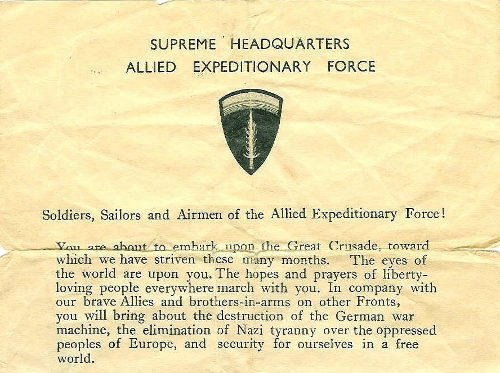 SUPREME HEADQUARTERS
ALLIED EXPEDITIONARY FORCE
Soldiers, Sailors and Airmen of the Allied Expeditionary Force!
You are about to embark upon the Great Crusade, toward
which we have striven these many months. The eyes of
the world are upon you. The hopes and prayers of liberty-
loving people everywhere march with you. In company with
our brave Allies and brothers-in-arms on other Fronts,
you will bring about the destruction of the German war
machine, the elimination of Nazi tyranny over the oppressed
peoples of Europe, and security for ourselves in a free
world.